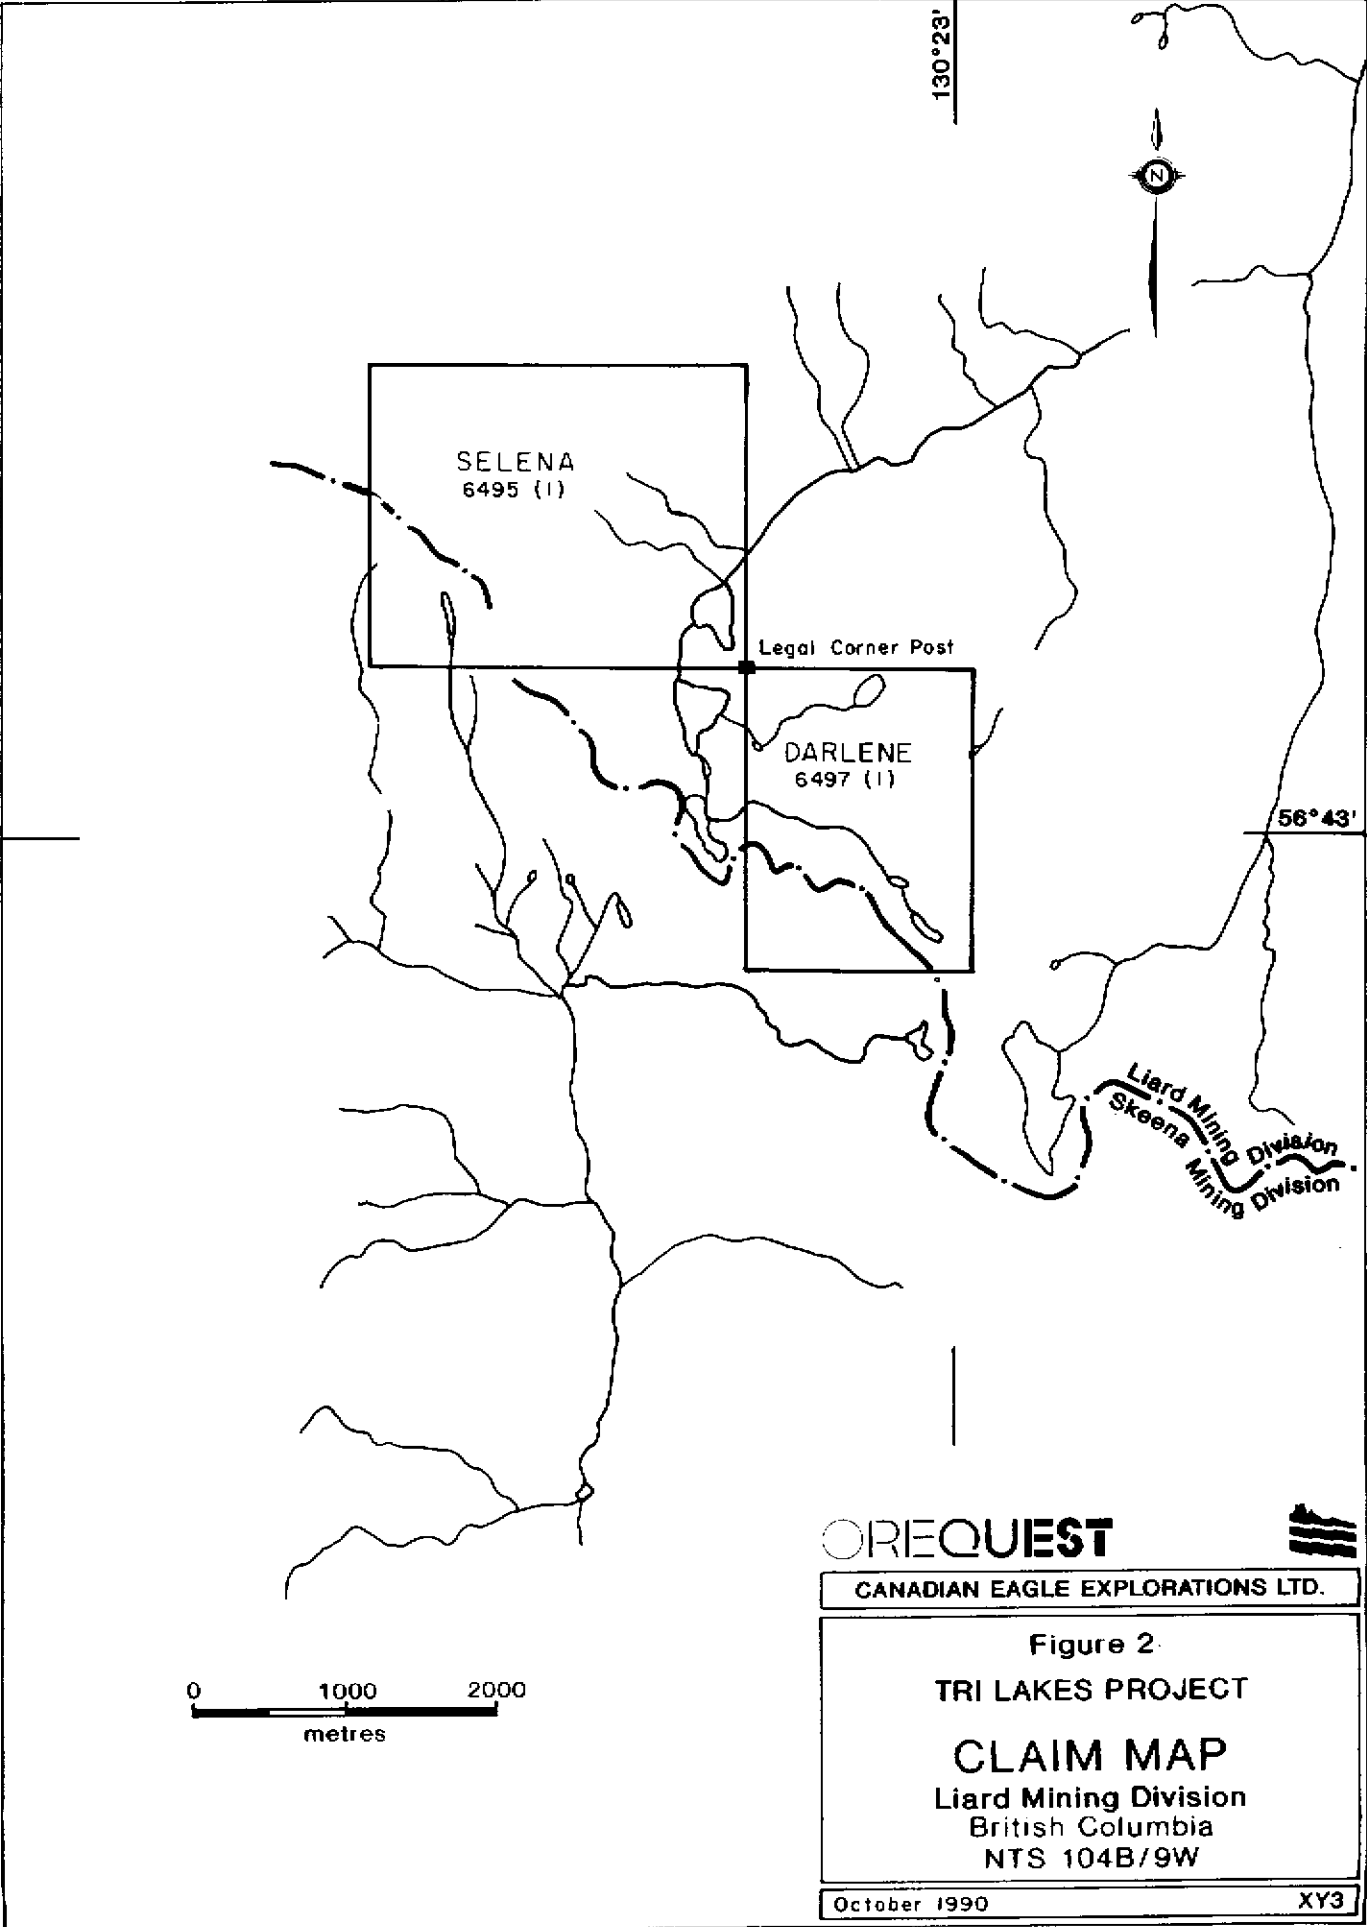 130°23'
N
SELENA
6495 (1)
Legal Corner Post
DARLENE
6497 (1)
56°43'
Liard Mining Division
Skeena Mining Division
OREQUEST
CANADIAN EAGLE EXPLORATIONS LTD.
Figure 2
TRI LAKES PROJECT
CLAIM MAP
Liard Mining Division
British Columbia
NTS 104B/9W
October 1990 XY3
0 1000 2000
metres